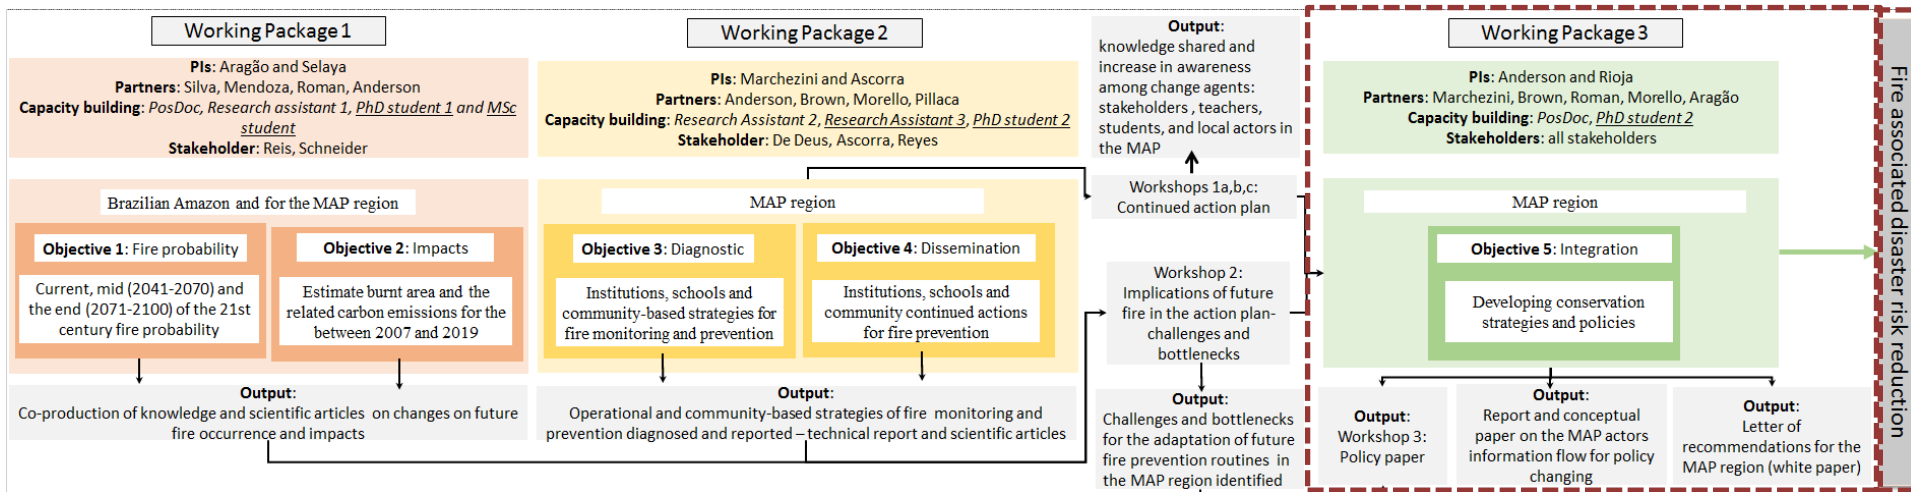 Working Package 1
PIs: Aragão and Selaya
Partners: Silva, Mendoza, Roman, Anderson
Capacity building: PosDoc, Research assistant 1, PhD student 1 and MSc
student
Stakeholder: Reis, Schneider
Brazilian Amazon and for the MAP region
Objective 1: Fire probability
Current, mid (2041-2070) and
the end (2071-2100) of the 21st
century fire probability
Objective 2: Impacts
Estimate burnt area and the
related carbon emissions for the
between 2007 and 2019
Output:
Co-production of knowledge and scientific articles on changes on future
fire occurrence and impacts
Working Package 2
PIs: Marchezini and Ascorra
Partners: Anderson, Brown, Morello, Pillaca
Capacity building: Research Assistant 2, Research Assistant 3, PhD student 2
Stakeholder: De Deus, Ascorra, Reyes
MAP region
Objective 3: Diagnostic
Institutions, schools and
community-based strategies for
fire monitoring and prevention
Objective 4: Dissemination
Institutions, schools and
community continued actions
for fire prevention
Output:
Operational and community-based strategies of fire monitoring and
prevention diagnosed and reported – technical report and scientific articles
Output:
knowledge shared and
increase in awareness
among change agents:
stakeholders , teachers,
students, and local actors in
the MAP
Workshops 1a,b,c:
Continued action plan
Workshop 2:
Implications of future
fire in the action plan-
challenges and
bottlenecks
Output:
Challenges and bottlenecks
for the adaptation of future
fire prevention routines in
the MAP region identified
Working Package 3
PIs: Anderson and Rioja
Partners: Marchezini, Brown, Roman, Morello, Aragão
Capacity building: PosDoc, PhD student 2
Stakeholders: all stakeholders
MAP region
Objective 5: Integration
Developing conservation
strategies and policies
Output:
Workshop 3:
Policy paper
Output:
Report and conceptual
paper on the MAP actors
information flow for policy
changing
Output:
Letter of
recommendations for the
MAP region (white paper)
Fire associated disaster risk reduction